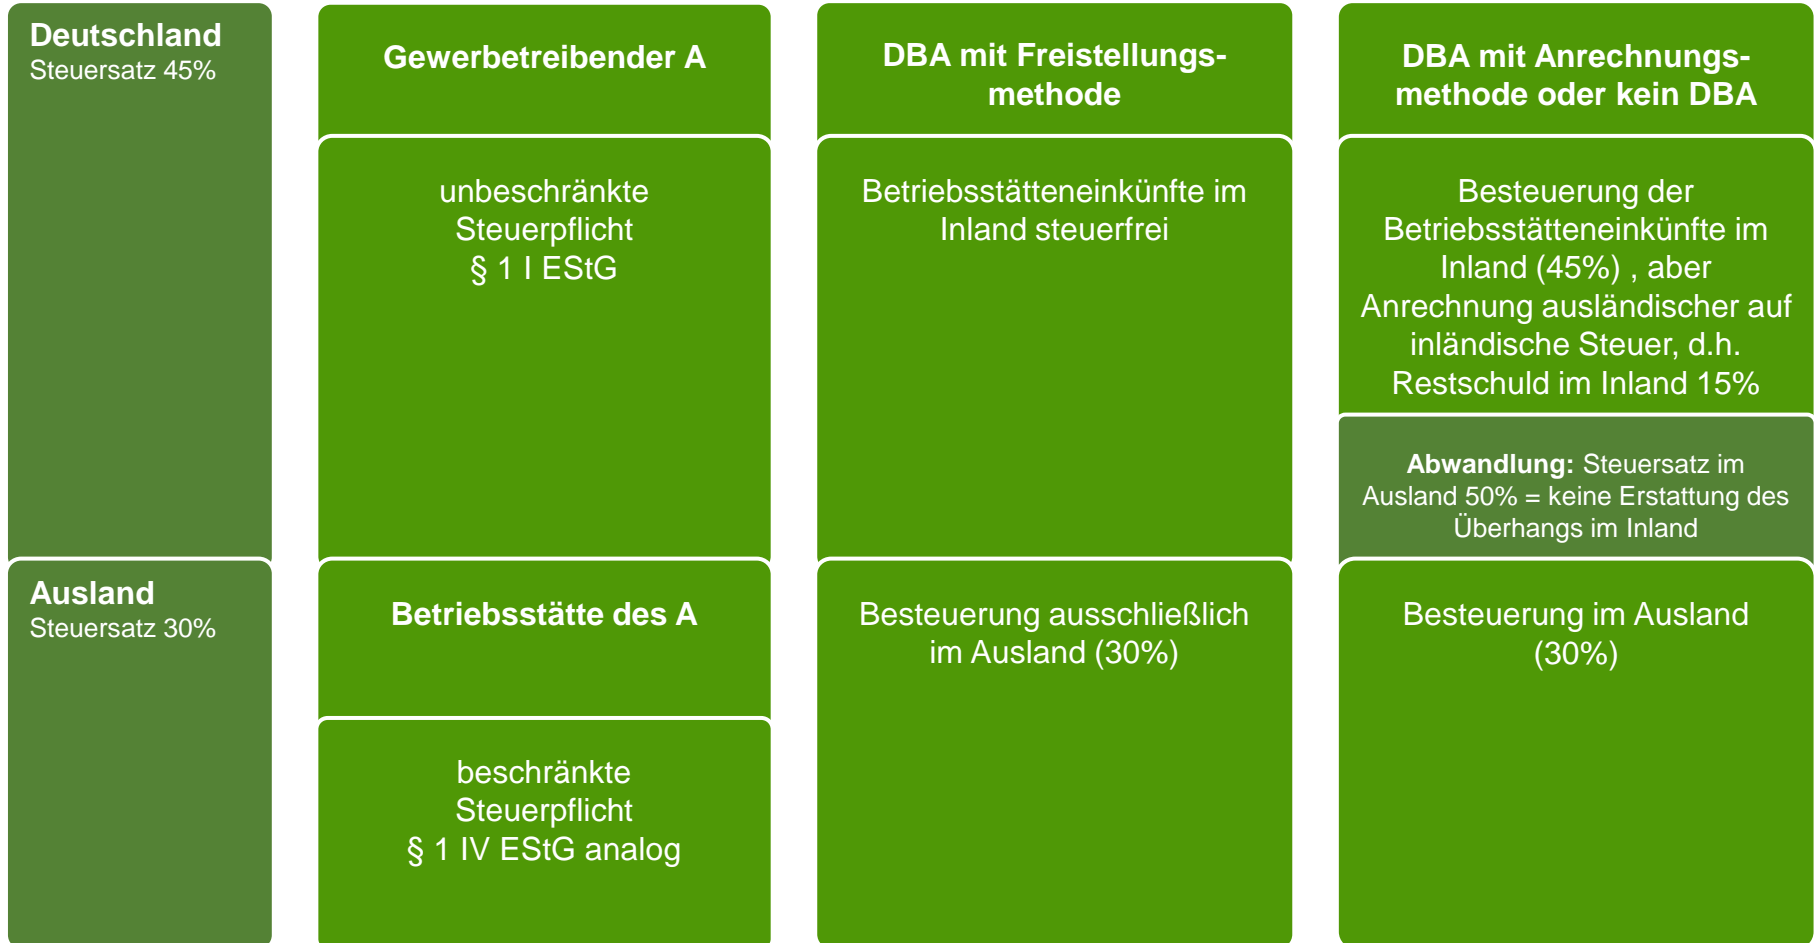 Deutschland
Steuersatz 45%
Gewerbetreibender A
unbeschränkte
Steuerpflicht
§ 1 I EStG
DBA mit Freistellungs-
methode
Betriebsstätteneinkünfte im
Inland steuerfrei
DBA mit Anrechnungs-
methode oder kein DBA
Besteuerung der
Betriebsstätteneinkünfte im
Inland (45%) , aber
Anrechnung ausländischer auf
inländische Steuer, d.h.
Restschuld im Inland 15%
Abwandlung: Steuersatz im
Ausland 50% = keine Erstattung des
Überhangs im Inland
Ausland
Steuersatz 30%
Betriebsstätte des A
beschränkte
Steuerpflicht
§ 1 IV EStG analog
Besteuerung ausschließlich
im Ausland (30%)
Besteuerung im Ausland
(30%)